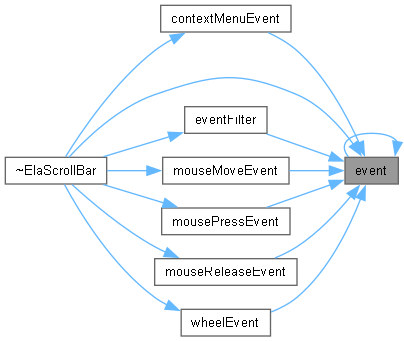 contextMenuEvent
eventFilter
~ElaScrollBar
mouseMoveEvent
event
mousePressEvent
mouseReleaseEvent
wheelEvent